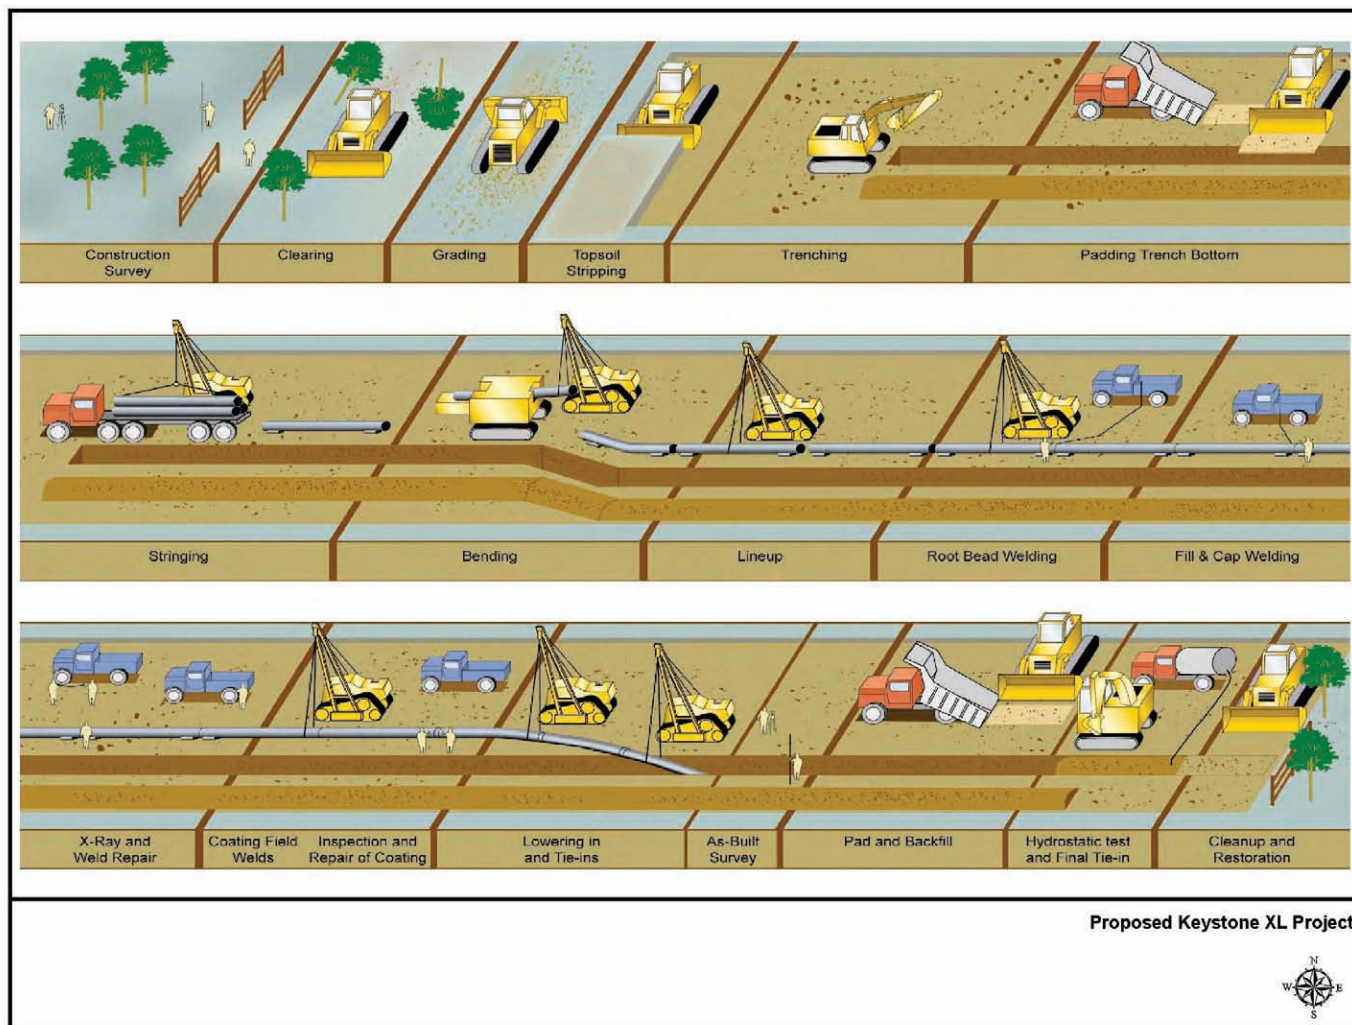 Construction
Survey
Clearing
Grading
Topsoil
Stripping
Trenching
Padding Trench Bottom
Stringing
Bending
Lineup
Root Bead Welding
Fill & Cap Welding
X-Ray and
Weld Repair
Coating Field
Welds
Inspection and
Repair of Coating
Lowering in
and Tie-ins
As-Built
Survey
Pad and Backfill
Hydrostatic test
and Final Tie-in
Cleanup and
Restoration
Proposed Keystone XL Project
N
W E
S